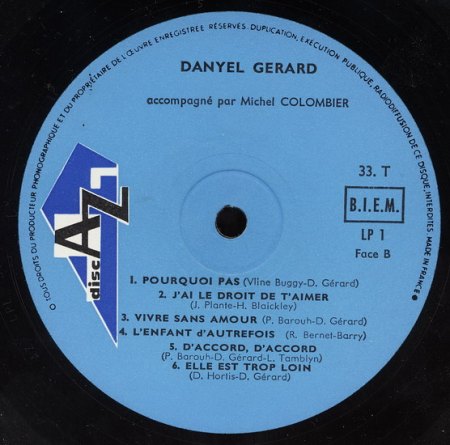 O TOUS DROITS DU PRODUCTEUR PHONOGRAPHIQUE ET DU PROPRIÉTAIRE DE L'ŒUVRE ENREGISTRÉE RÉSERVÉS. DUPLICATION, EXÉCUTION PUBLIQUE, RADIODIFFUSION DE CE DISQUE, INTERDITES. MADE IN FRANCE ●
DANYEL GERARD
accompagné par Michel COLOMBIER
33. T
B.I.E.M.
LP 1
Face B
disc AZ
1. POURQUOI PAS (Vline Buggy-D. Gérard)
2. J'AI LE DROIT DE T'AIMER
(J. Plante-H. Blaickley)
3. VIVRE SANS AMOUR (P. Barouh-D. Gérard)
4. L'ENFANT d'AUTREFOIS (R. Bernet-Barry)
5. D'ACCORD, D'ACCORD
(P. Barouh-D. Gérard-L. Tamblyn)
6. ELLE EST TROP LOIN
(D. Hortis-D. Gérard)